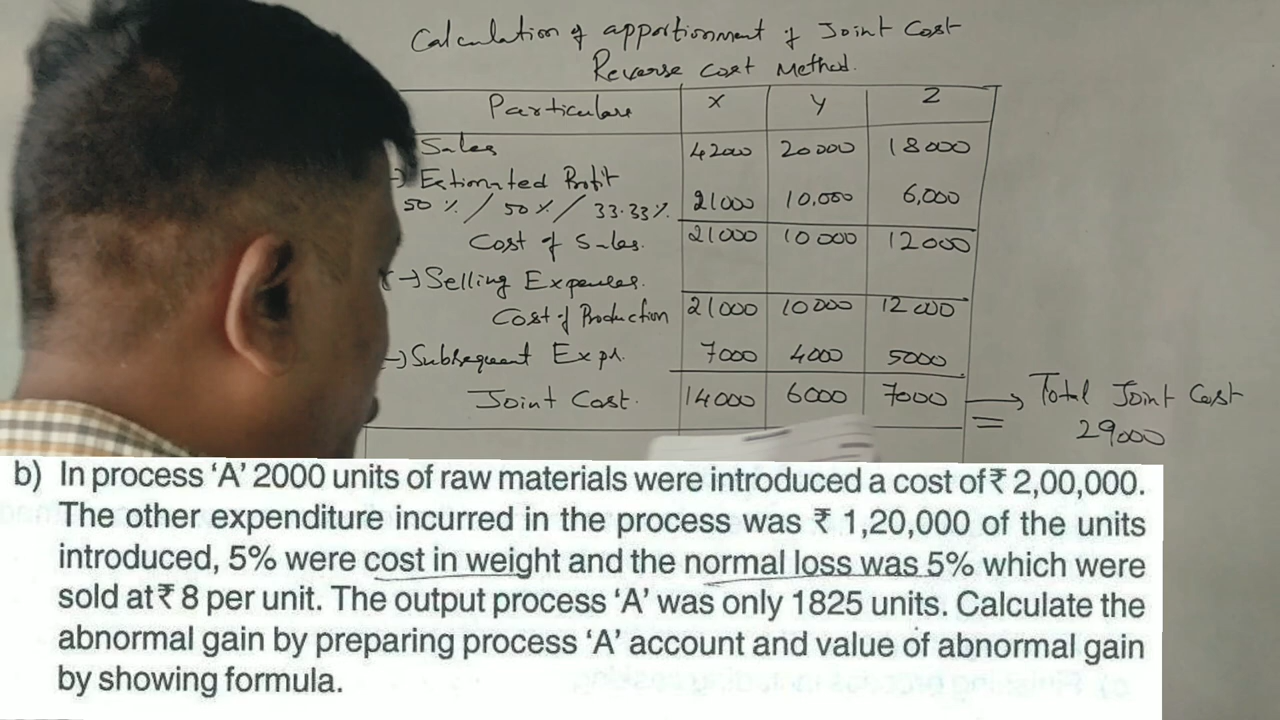 Calculation of apportionment of Joint Cost
Reverse Cost Method.
Particulars X Y Z
Sales 42000 20000 18000
Estimated Profit
50 % / 50 % / 33.33 %. 21000 10,000 6,000
Cost of Sales. 21000 10000 12000
Selling Expenses.
Cost of Production 21000 10000 12000
Subsequent Exp. 7000 4000 5000
Joint Cost. 14000 6000 7000 → Total Joint Cost
= 29000
b) In process ‘A’ 2000 units of raw materials were introduced a cost of ₹ 2,00,000.
The other expenditure incurred in the process was ₹ 1,20,000 of the units
introduced, 5% were cost in weight and the normal loss was 5% which were
sold at ₹ 8 per unit. The output process ‘A’ was only 1825 units. Calculate the
abnormal gain by preparing process ‘A’ account and value of abnormal gain
by showing formula.